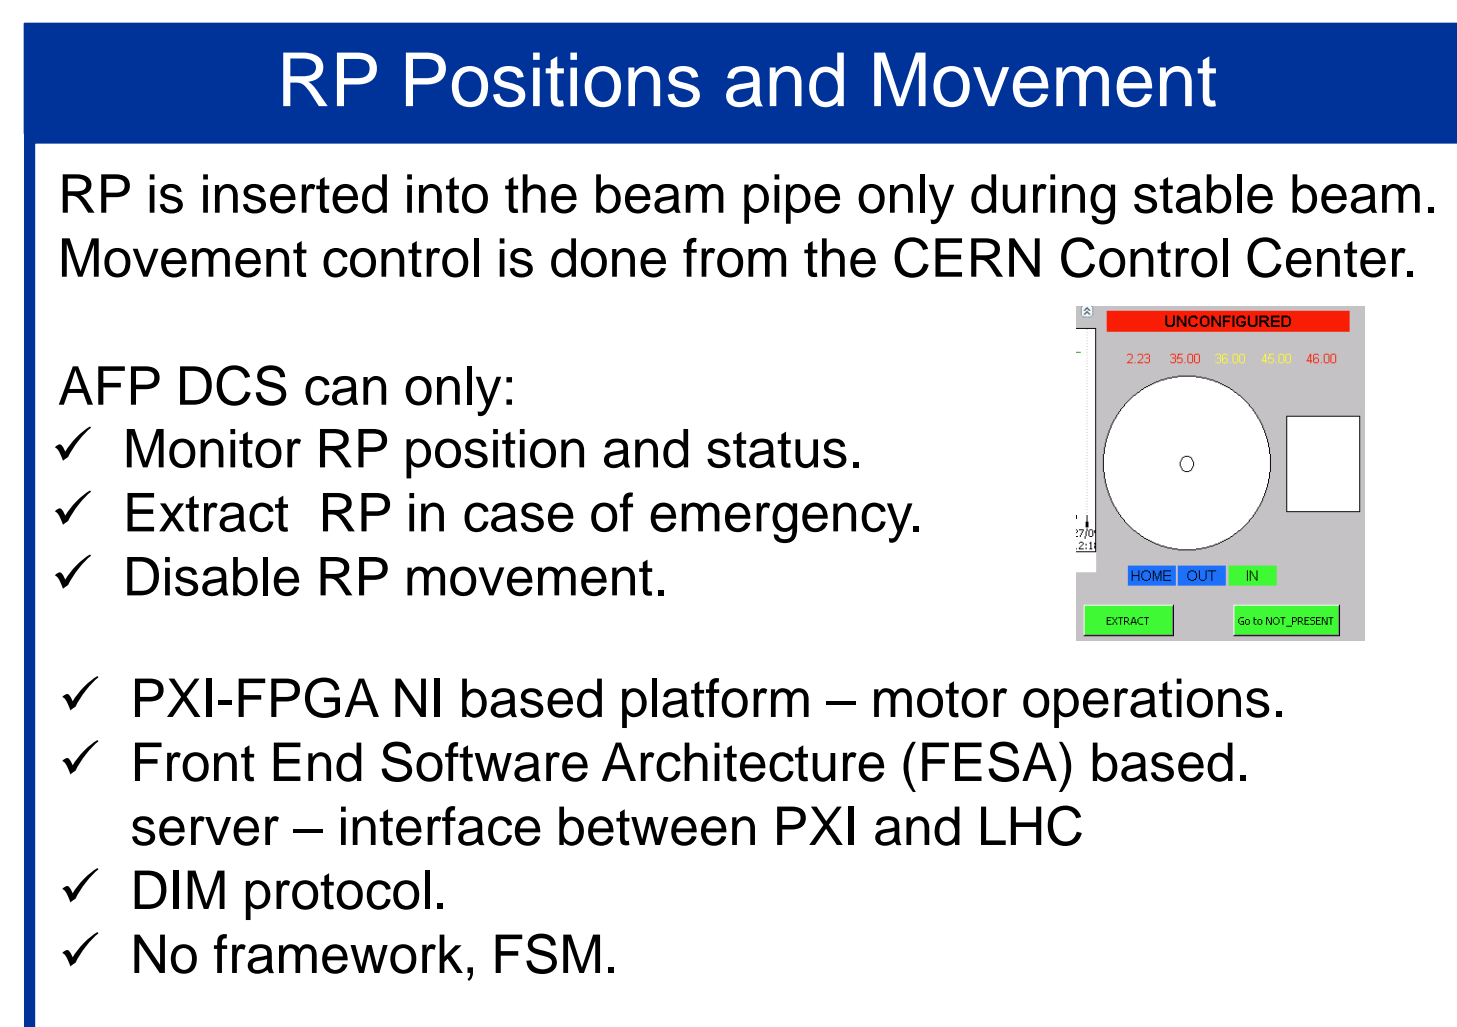 RP Positions and Movement
RP is inserted into the beam pipe only during stable beam.
Movement control is done from the CERN Control Center.
AFP DCS can only:
✓ Monitor RP position and status.
✓ Extract RP in case of emergency.
✓ Disable RP movement.
UNCONFIGURED
2.23 35.00 36.00 45.00 46.00
27/0
2:18
HOME OUT IN
EXTRACT Go to NOT_PRESENT
✓ PXI-FPGA NI based platform – motor operations.
✓ Front End Software Architecture (FESA) based.
server – interface between PXI and LHC
✓ DIM protocol.
✓ No framework, FSM.